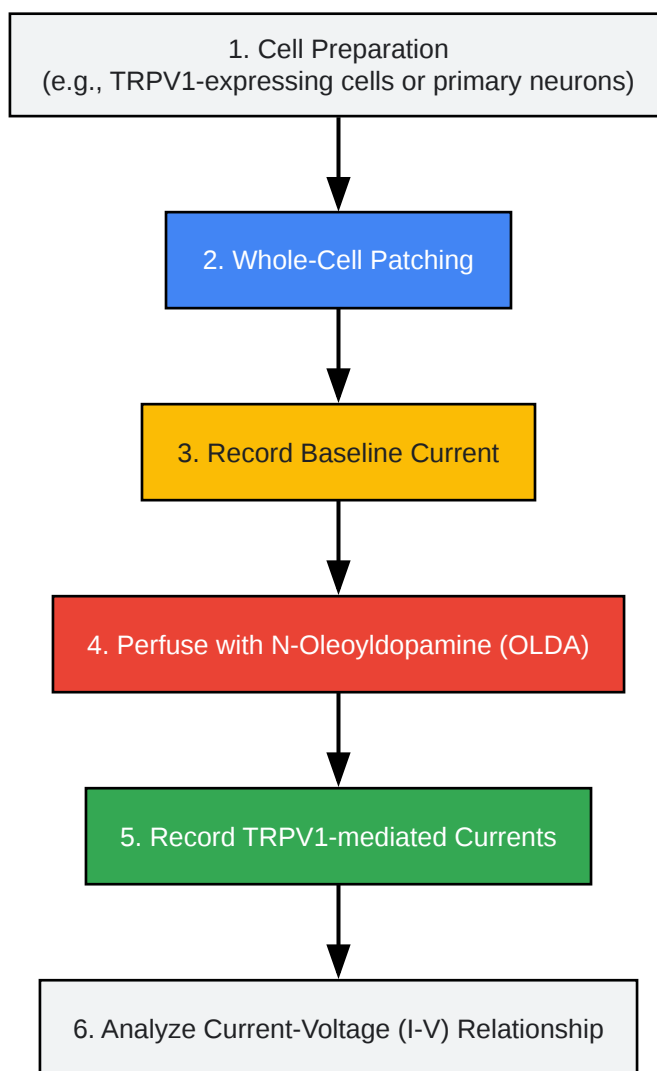 1. Cell Preparation
(e.g., TRPV1-expressing cells or primary neurons)
2. Whole-Cell Patching
3. Record Baseline Current
4. Perfuse with N-Oleoyldopamine (OLDA)
5. Record TRPV1-mediated Currents
6. Analyze Current-Voltage (I-V) Relationship